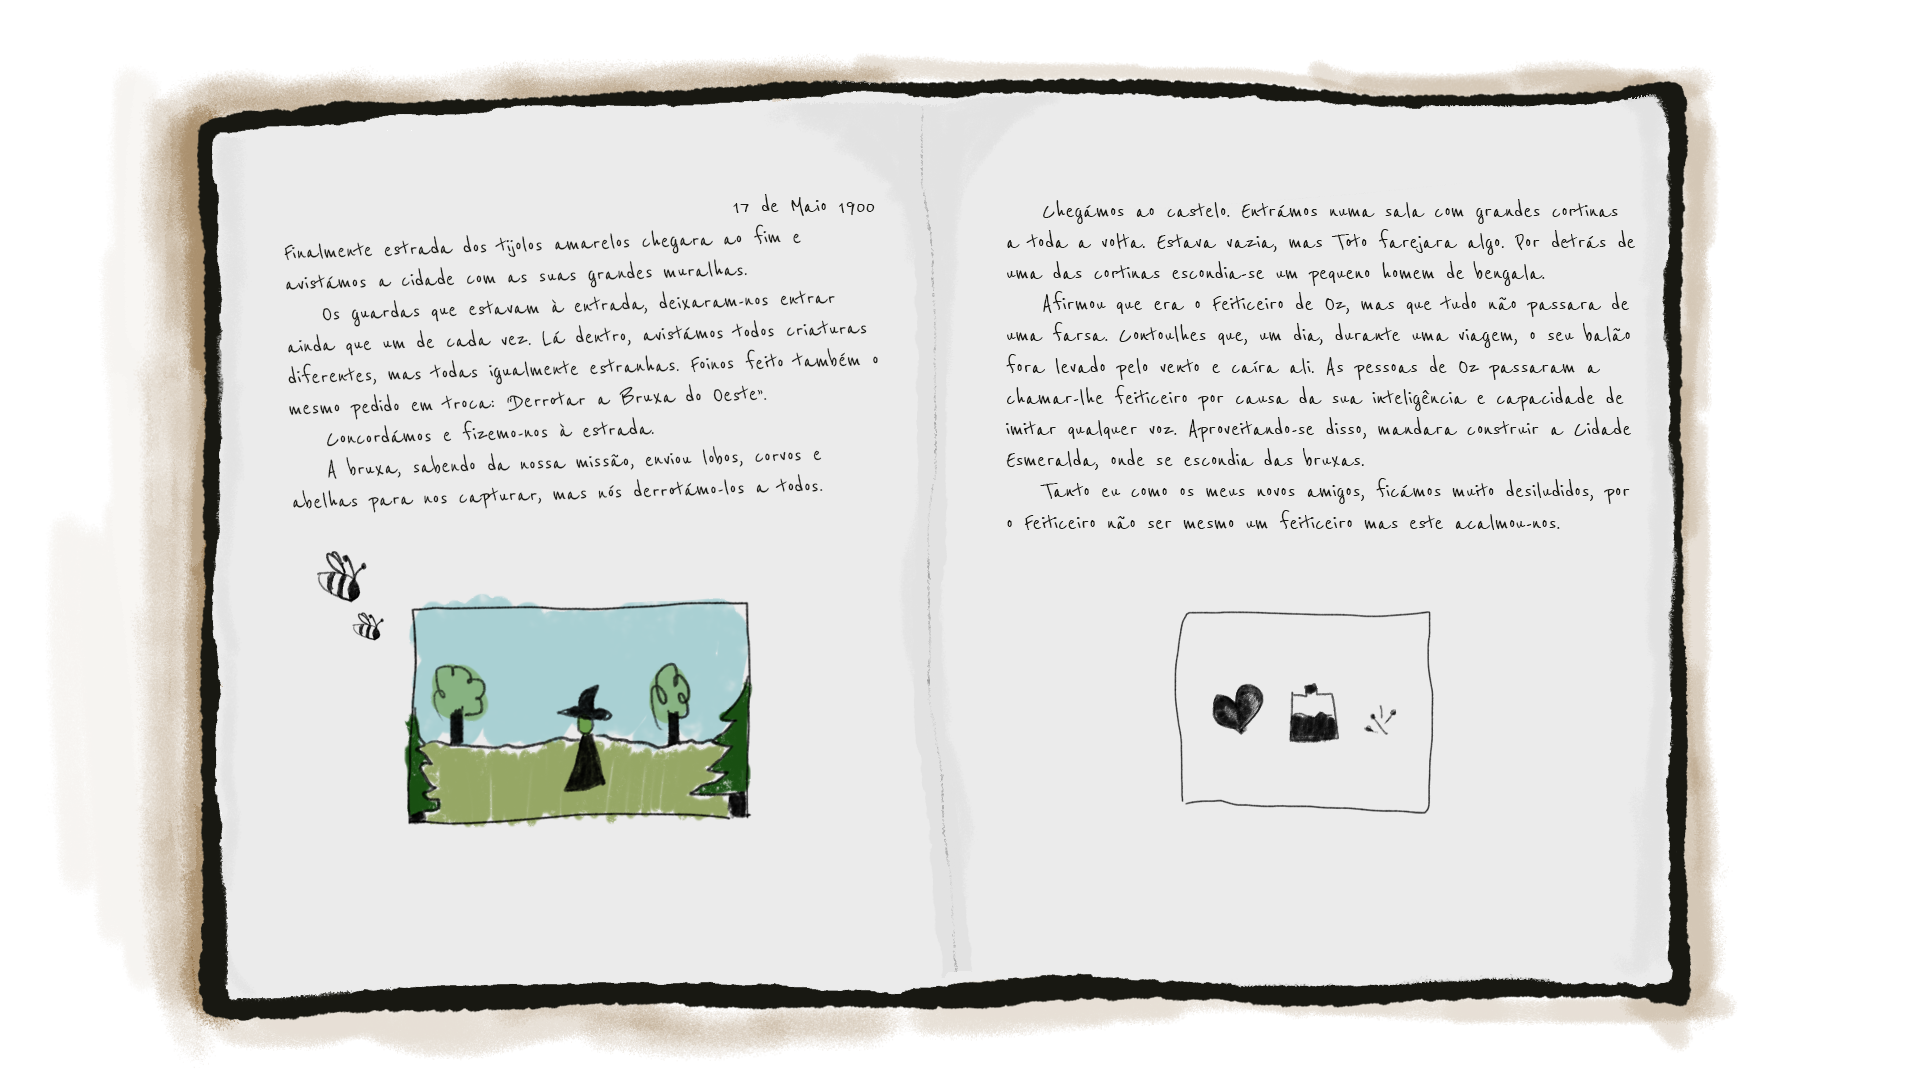 17 de Maio 1900
Finalmente estrada dos tijolos amarelos chegara ao fim e
avistámos a cidade com as suas grandes muralhas.
Os guardas que estavam à entrada, deixaram-nos entrar
ainda que um de cada vez. Lá dentro, avistámos todos criaturas
diferentes, mas todas igualmente estranhas. Foinos feito também o
mesmo pedido em troca: "Derrotar a Bruxa do Oeste".
Concordámos e fizemo-nos à estrada.
A bruxa, sabendo da nossa missão, enviou lobos, corvos e
abelhas para nos capturar, mas nós derrotámo-los a todos.
Chegámos ao castelo. Entrámos numa sala com grandes cortinas
a toda a volta. Estava vazia, mas Toto farejara algo. Por detrás de
uma das cortinas escondia-se um pequeno homem de bengala.
Afirmou que era o Feiticeiro de Oz, mas que tudo não passara de
uma farsa. Contoulhes que, um dia, durante uma viagem, o seu balão
fora levado pelo vento e caíra ali. As pessoas de Oz passaram a
chamar-lhe feiticeiro por causa da sua inteligência e capacidade de
imitar qualquer voz. Aproveitando-se disso, mandara construir a Cidade
Esmeralda, onde se escondia das bruxas.
Tanto eu como os meus novos amigos, ficámos muito desiludidos, por
o Feiticeiro não ser mesmo um feiticeiro mas este acalmou-nos.